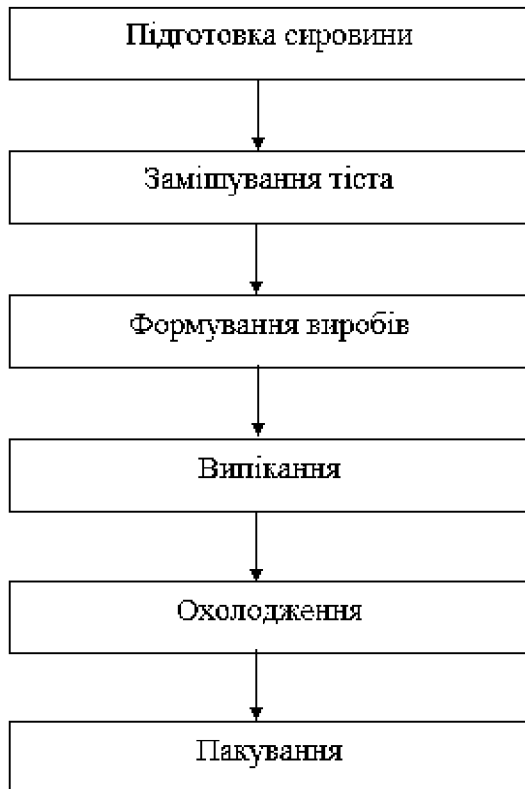 Підготовка сировини
Замішування тіста
Формування виробів
Випікання
Охолодження
Пакування